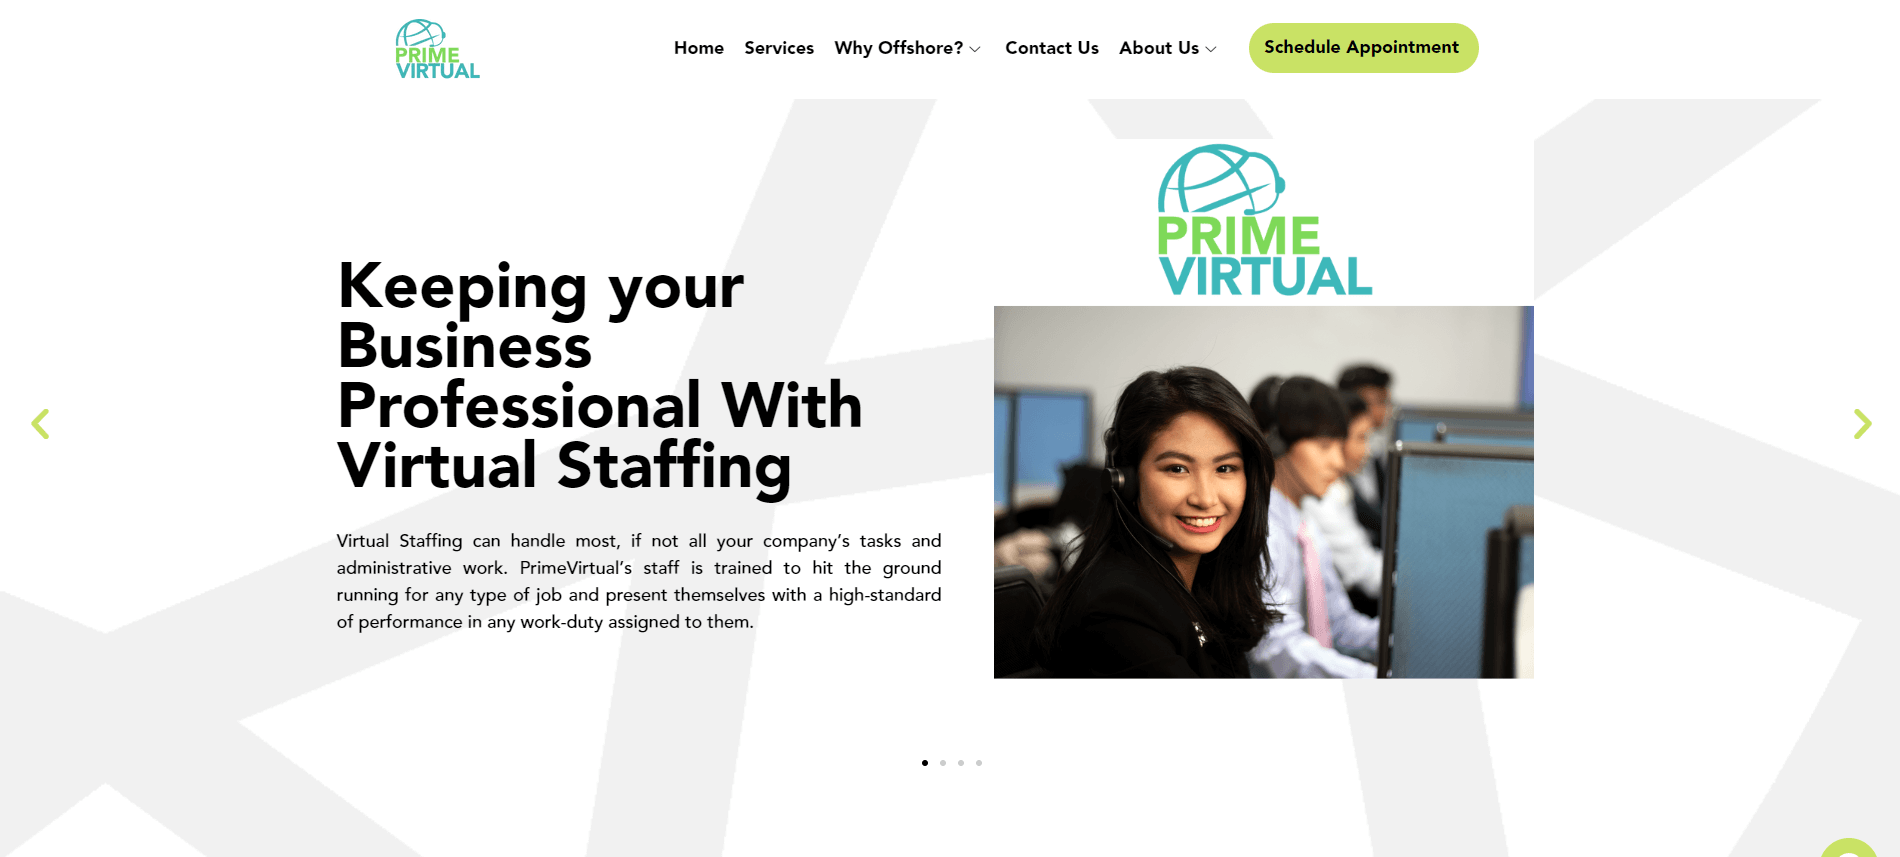 PRIME
VIRTUAL
Home Services Why Offshore? Contact Us About Us Schedule Appointment
PRIME
VIRTUAL
Keeping your
Business
Professional With
Virtual Staffing
Virtual Staffing can handle most, if not all your company’s tasks and
administrative work. PrimeVirtual’s staff is trained to hit the ground
running for any type of job and present themselves with a high-standard
of performance in any work-duty assigned to them.